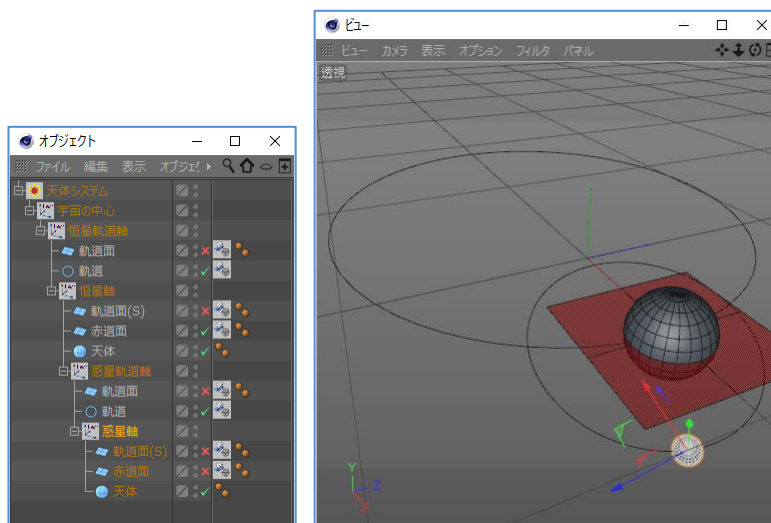 オブジェクト
ファイル 編集 表示 オブジェク
天体システム
宇宙の中心
恒星軌道軸
軌道面
軌道
恒星軸
軌道面(S)
赤道面
天体
惑星軌道軸
軌道面
軌道
惑星軸
軌道面(S)
赤道面
天体
ビュー
ビュー カメラ 表示 オプション フィルタ パネル
透視
Y
Z
X